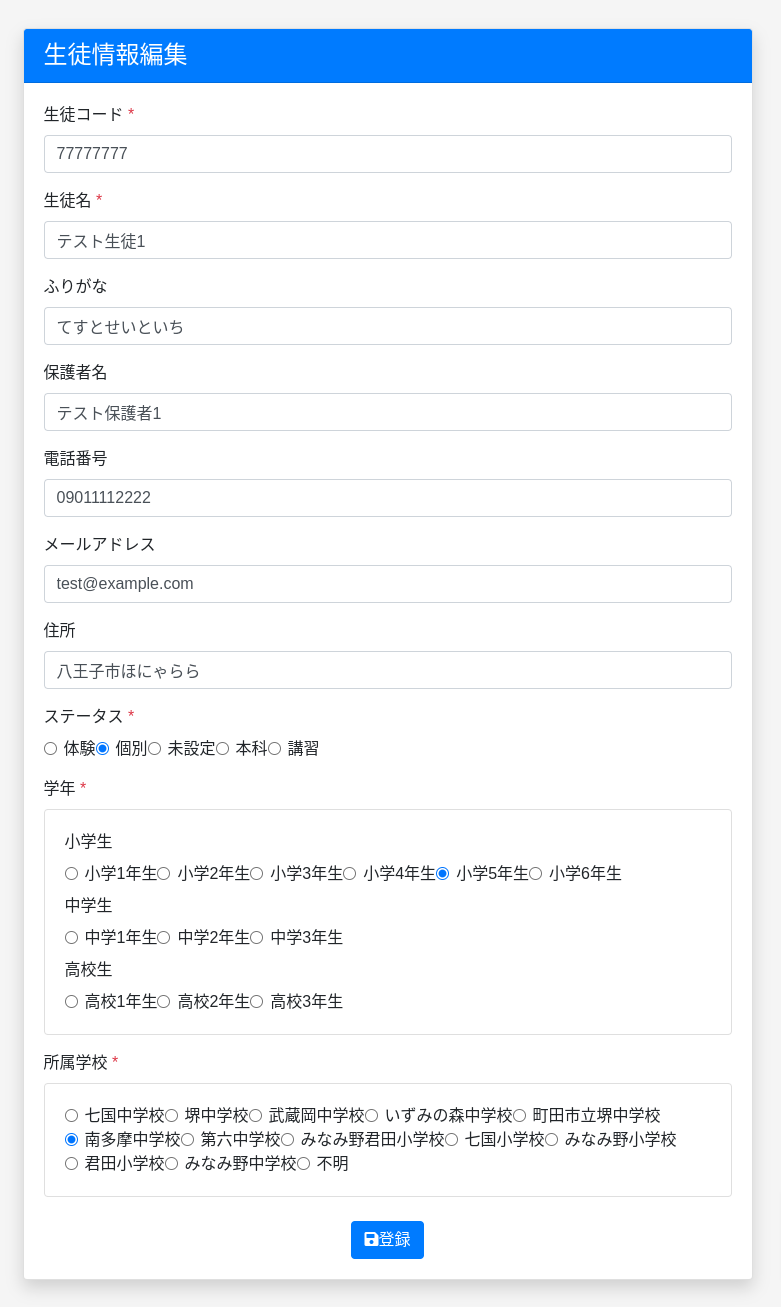 生徒情報編集
生徒コード *
77777777
生徒名 *
テスト生徒1
ふりがな
てすとせいといち
保護者名
テスト保護者1
電話番号
09011112222
メールアドレス
test@example.com
住所
八王子市ほにゃらら
ステータス *
体験 個別 未設定 本科 講習
学年 *
小学生
小学1年生 小学2年生 小学3年生 小学4年生 小学5年生 小学6年生
中学生
中学1年生 中学2年生 中学3年生
高校生
高校1年生 高校2年生 高校3年生
所属学校 *
七国中学校 堺中学校 武蔵岡中学校 いずみの森中学校 町田市立堺中学校
南多摩中学校 第六中学校 みなみ野君田小学校 七国小学校 みなみ野小学校
君田小学校 みなみ野中学校 不明
登録